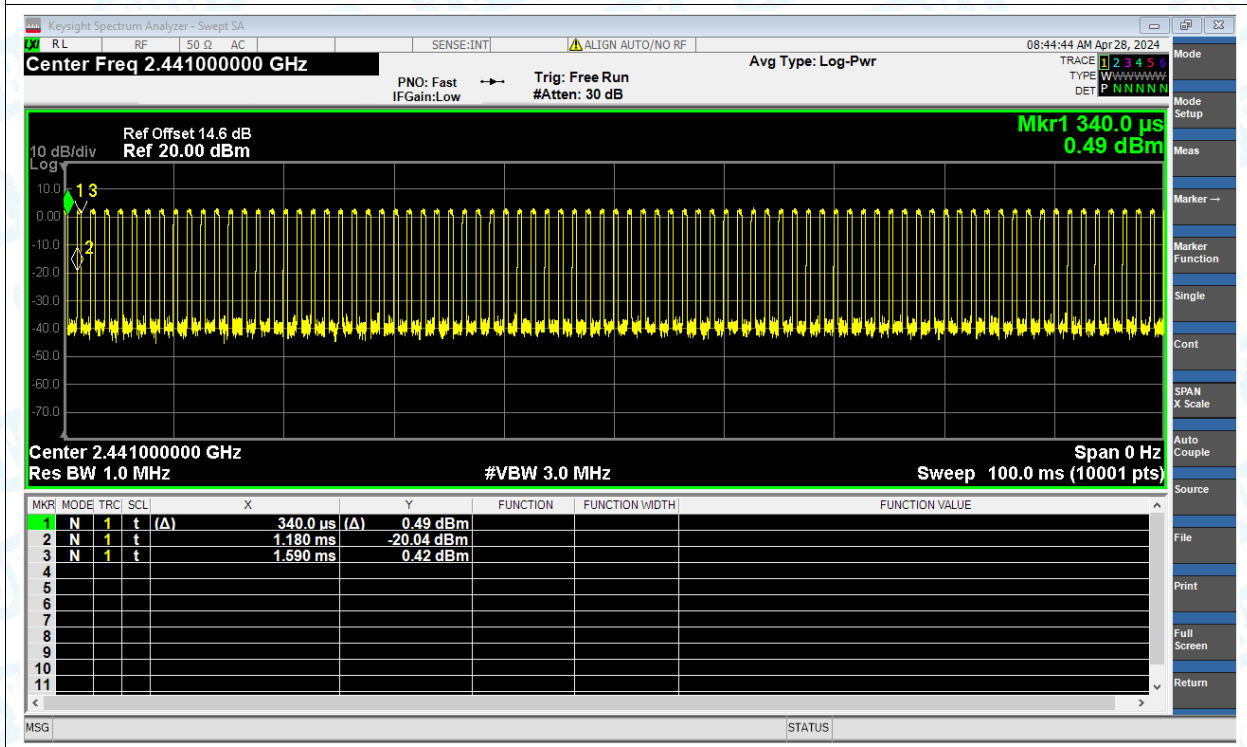 Keysight Spectrum Analyzer - Swept SA
LXI RL RF 50 Ω AC SENSE:INT ALIGN AUTO/NO RF 08:44:44 AM Apr 28, 2024
Center Freq 2.441000000 GHz
Avg Type: Log-Pwr
TRACE 1 2 3 4 5 6
TYPE WWWWWW
DET P N N N N N
PNO: Fast
IFGain:Low
Trig: Free Run
#Atten: 30 dB
Mkr1 340.0 µs
0.49 dBm
Ref Offset 14.6 dB
10 dB/div Ref 20.00 dBm
Log
10.0
0.00
-10.0
-20.0
-30.0
-40.0
-50.0
-60.0
-70.0
1 3
2
Center 2.441000000 GHz Span 0 Hz
Res BW 1.0 MHz #VBW 3.0 MHz Sweep 100.0 ms (10001 pts)
MKR MODE TRC SCL X Y FUNCTION FUNCTION WIDTH FUNCTION VALUE
1 N 1 t (Δ) 340.0 µs (Δ) 0.49 dBm
2 N 1 t 1.180 ms -20.04 dBm
3 N 1 t 1.590 ms 0.42 dBm
4
5
6
7
8
9
10
11
MSG STATUS
Mode
Mode Setup
Meas
Marker →
Marker Function
Single
Cont
SPAN X Scale
Auto Couple
Source
File
Print
Full Screen
Return